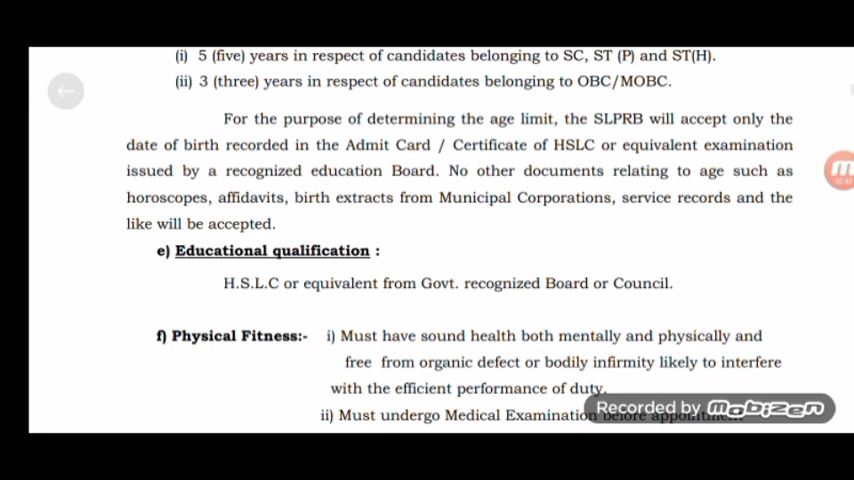 (i) 5 (five) years in respect of candidates belonging to SC, ST (P) and ST(H).
(ii) 3 (three) years in respect of candidates belonging to OBC/MOBC.
For the purpose of determining the age limit, the SLPRB will accept only the
date of birth recorded in the Admit Card / Certificate of HSLC or equivalent examination
issued by a recognized education Board. No other documents relating to age such as
horoscopes, affidavits, birth extracts from Municipal Corporations, service records and the
like will be accepted.
e) Educational qualification :
H.S.L.C or equivalent from Govt. recognized Board or Council.
f) Physical Fitness:- i) Must have sound health both mentally and physically and
free from organic defect or bodily infirmity likely to interfere
with the efficient performance of duty.
ii) Must undergo Medical Examination before appointment
Recorded by Mobizen
02:41